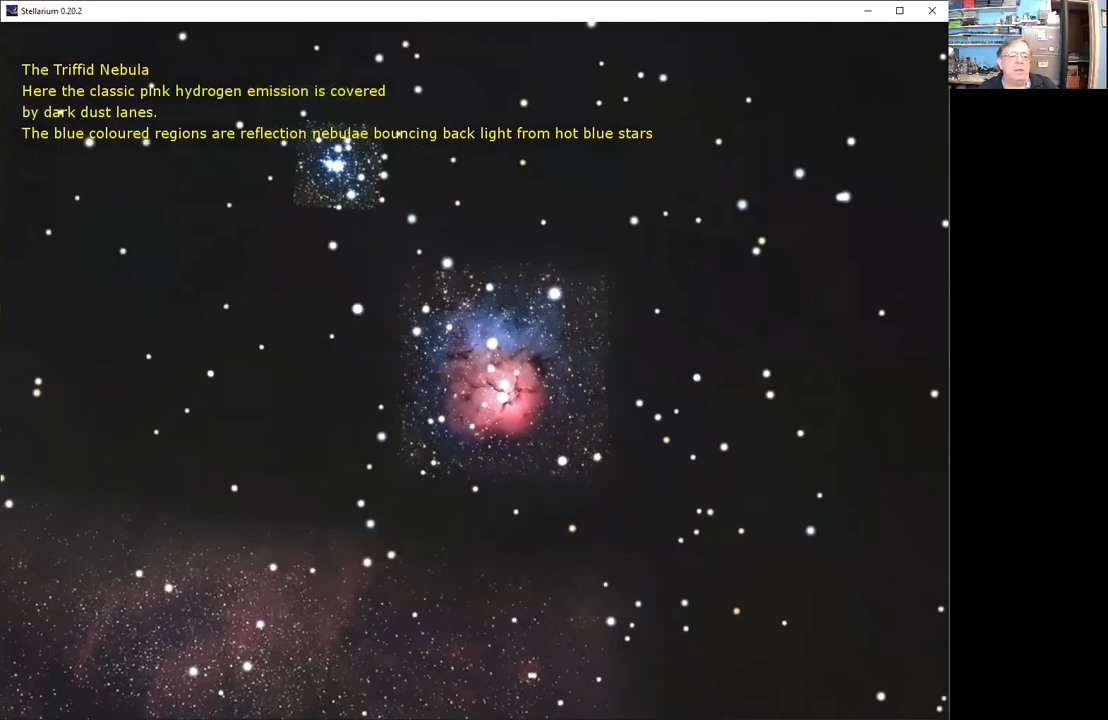 Stellarium 0.20.2
The Triffid Nebula
Here the classic pink hydrogen emission is covered
by dark dust lanes.
The blue coloured regions are reflection nebulae bouncing back light from hot blue stars